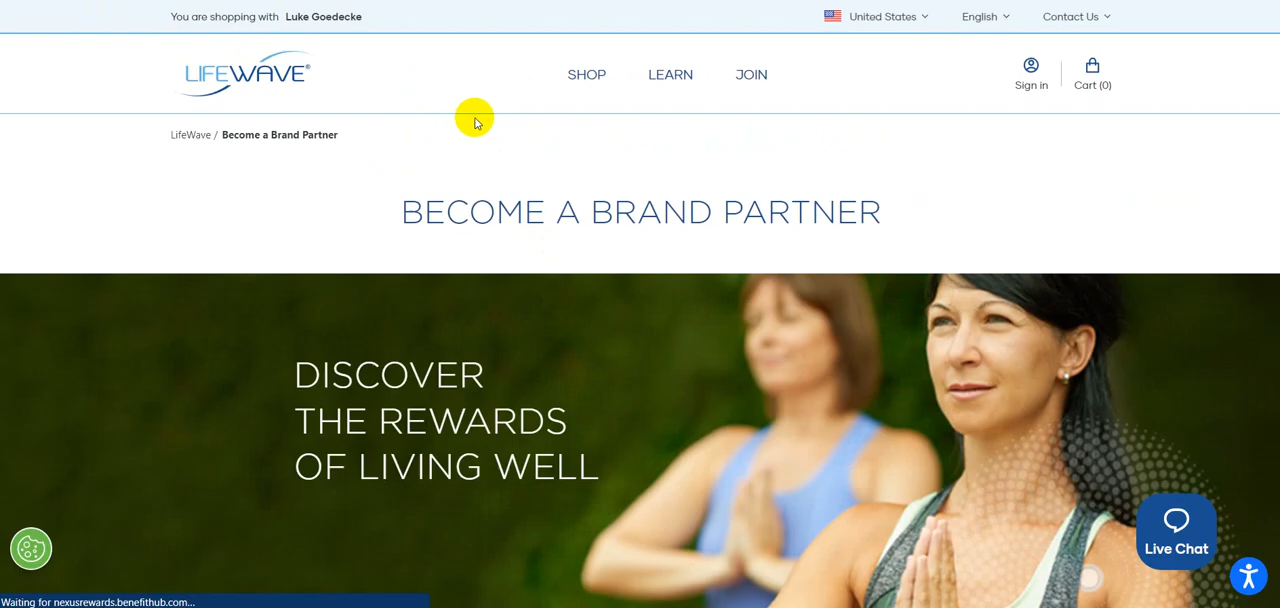 You are shopping with Luke Goedecke
United States
English
Contact Us
LIFEWAVE®
SHOP
LEARN
JOIN
Sign in
Cart (0)
LifeWave / Become a Brand Partner
BECOME A BRAND PARTNER
DISCOVER
THE REWARDS
OF LIVING WELL
Live Chat
Waiting for nexusrewards.benefithub.com...